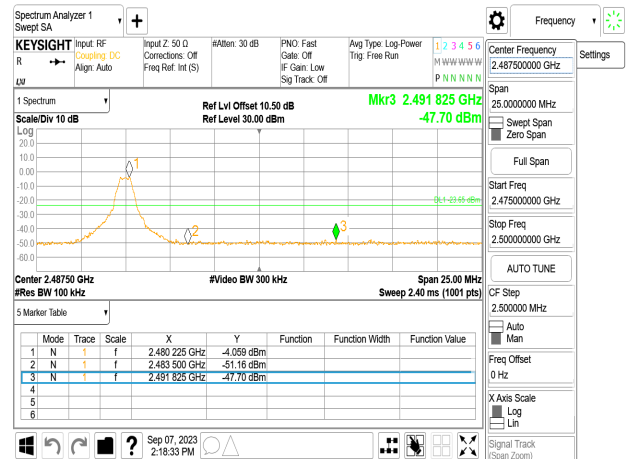 Spectrum Analyzer 1
Swept SA
Frequency
KEYSIGHT
R
Input: RF
Coupling: DC
Align: Auto
Input Z: 50 Ω
Corrections: Off
Freq Ref: Int (S)
#Atten: 30 dB
PNO: Fast
Gate: Off
IF Gain: Low
Sig Track: Off
Avg Type: Log-Power
Trig: Free Run
1 2 3 4 5 6
M W W W W W
P N N N N N
Center Frequency
2.487500000 GHz
Settings
1 Spectrum
Scale/Div 10 dB
Ref Lvl Offset 10.50 dB
Ref Level 30.00 dBm
Mkr3 2.491 825 GHz
-47.70 dBm
Span
25.0000000 MHz
Swept Span
Zero Span
Log
20.0
10.0
0.00
-10.0
-20.0
-30.0
-40.0
-50.0
-60.0
1
2
3
Full Span
Start Freq
2.475000000 GHz
Stop Freq
2.500000000 GHz
AUTO TUNE
Center 2.48750 GHz
#Res BW 100 kHz
#Video BW 300 kHz
Span 25.00 MHz
Sweep 2.40 ms (1001 pts)
CF Step
2.500000 MHz
Auto
Man
5 Marker Table
Mode Trace Scale X Y Function Function Width Function Value
1 N 1 f 2.480 225 GHz -4.059 dBm
2 N 1 f 2.483 500 GHz -51.16 dBm
3 N 1 f 2.491 825 GHz -47.70 dBm
4
5
6
Freq Offset
0 Hz
X Axis Scale
Log
Lin
Signal Track
(Span Zoom)
?
Sep 07, 2023
2:18:33 PM